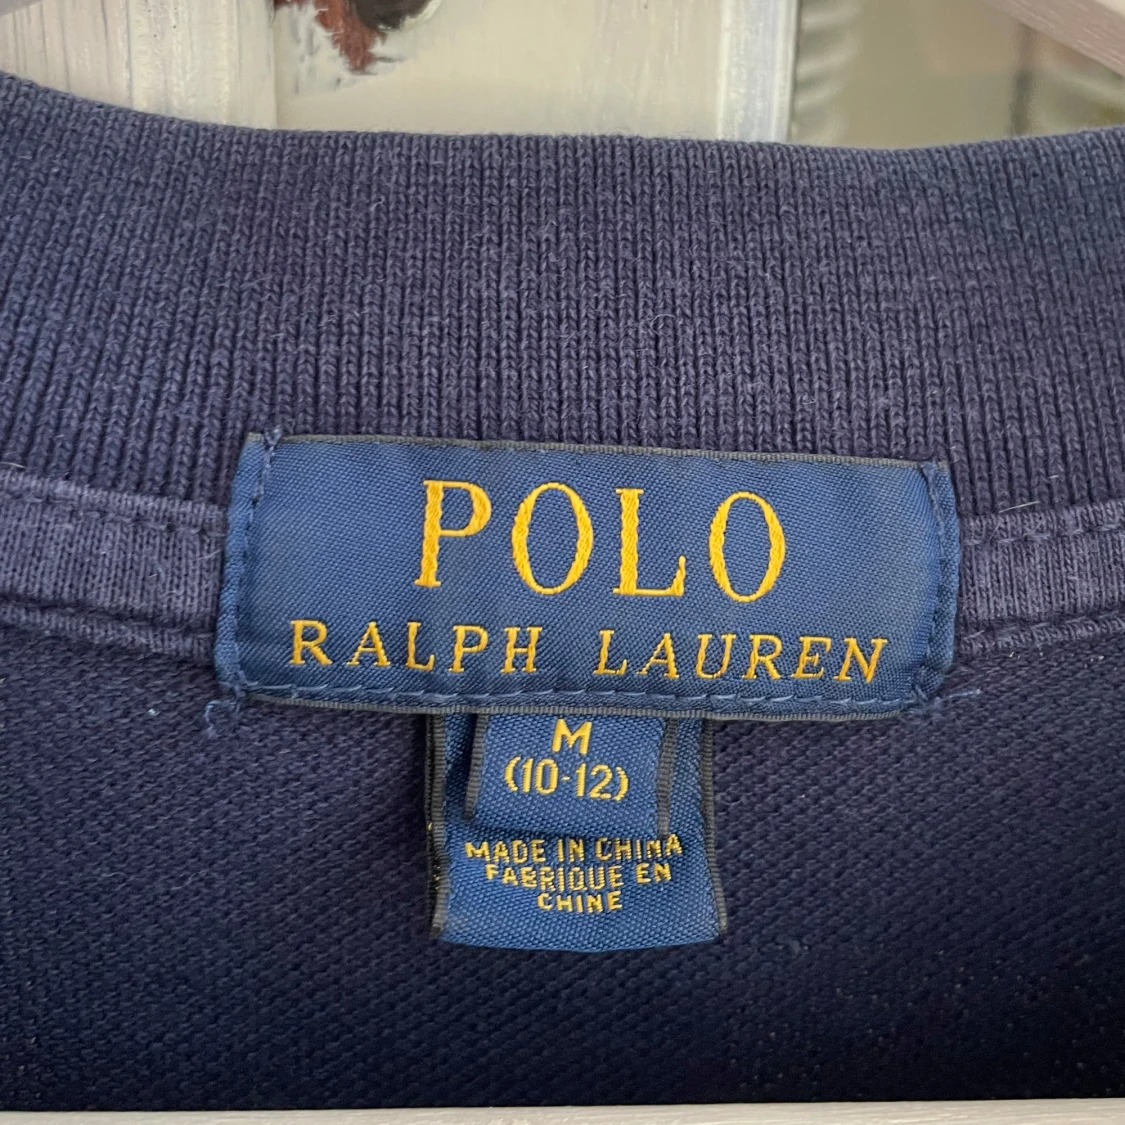 POLO
RALPH LAUREN
M
(10-12)
MADE IN CHINA
FABRIQUE EN
CHINE